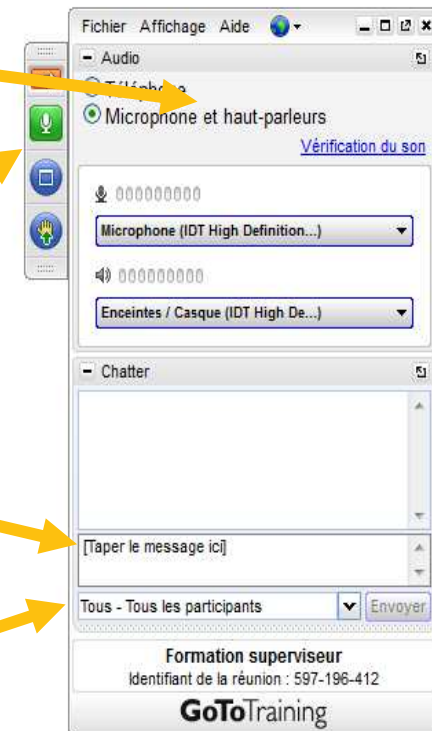 Fichier Affichage Aide
Audio
Téléphone
Microphone et haut-parleurs
Vérification du son
000000000
Microphone (IDT High Definition...)
000000000
Enceintes / Casque (IDT High De...)
Chatter
[Taper le message ici]
Tous - Tous les participants
Envoyer
Formation superviseur
Identifiant de la réunion : 597-196-412
GoToTraining